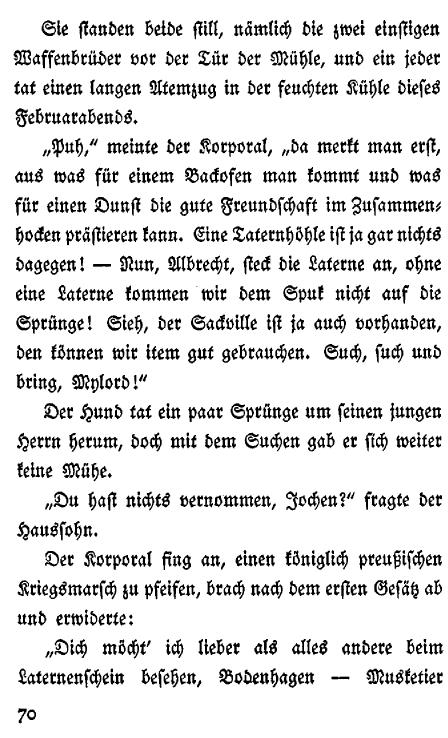 Sie standen beide still, nämlich die zwei einstigen
Waffenbrüder vor der Tür der Mühle, und ein jeder
tat einen langen Atemzug in der feuchten Kühle dieses
Februarabends.
„Puh,“ meinte der Korporal, „da merkt man erst,
aus was für einem Backofen man kommt und was
für einen Dunst die gute Freundschaft im Zusammen-
hocken prästieren kann. Eine Taternhöhle ist ja gar nichts
dagegen! — Nun, Albrecht, steck die Laterne an, ohne
eine Laterne kommen wir dem Spuk nicht auf die
Sprünge! Sieh, der Sackville ist ja auch vorhanden,
den können wir item gut gebrauchen. Such, such und
bring, Mylord!“
Der Hund tat ein paar Sprünge um seinen jungen
Herrn herum, doch mit dem Suchen gab er sich weiter
keine Mühe.
„Du hast nichts vernommen, Jochen?“ fragte der
Haussohn.
Der Korporal fing an, einen königlich preußischen
Kriegsmarsch zu pfeifen, brach nach dem ersten Gesätz ab
und erwiderte:
„Dich möcht’ ich lieber als alles andere beim
Laternenschein besehen, Bodenhagen — Musketier
70